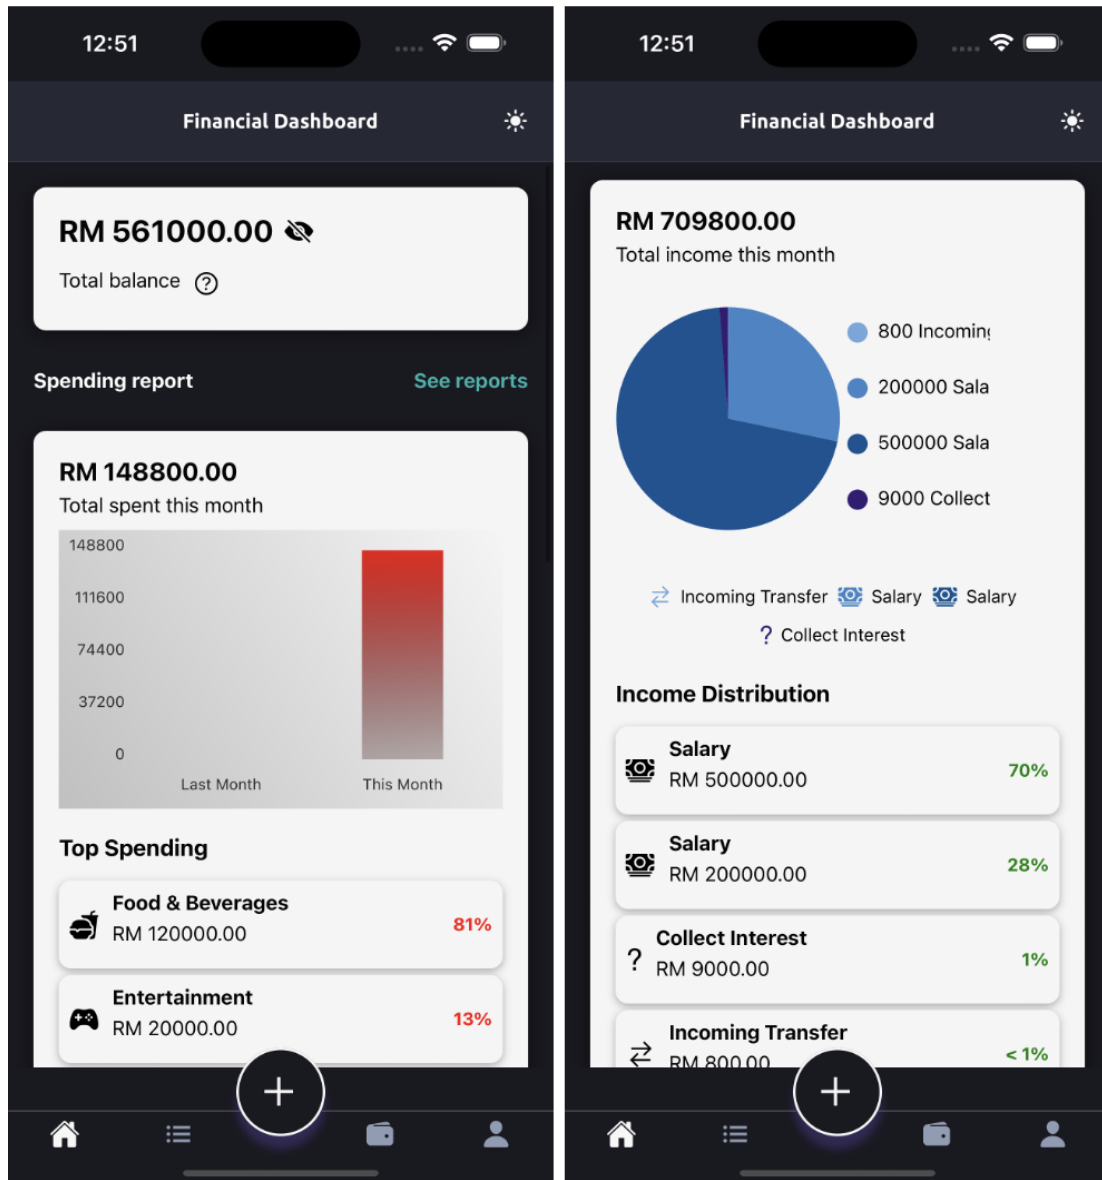 12:51
Financial Dashboard
RM 561000.00
Total balance ?
Spending report
See reports
RM 148800.00
Total spent this month
148800
111600
74400
37200
0
Last Month
This Month
Top Spending
Food & Beverages
RM 120000.00
81%
Entertainment
RM 20000.00
13%
12:51
Financial Dashboard
RM 709800.00
Total income this month
800 Incoming
200000 Sala
500000 Sala
9000 Collect
Incoming Transfer Salary Salary
? Collect Interest
Income Distribution
Salary
RM 500000.00
70%
Salary
RM 200000.00
28%
? Collect Interest
RM 9000.00
1%
Incoming Transfer
RM 800.00
< 1%